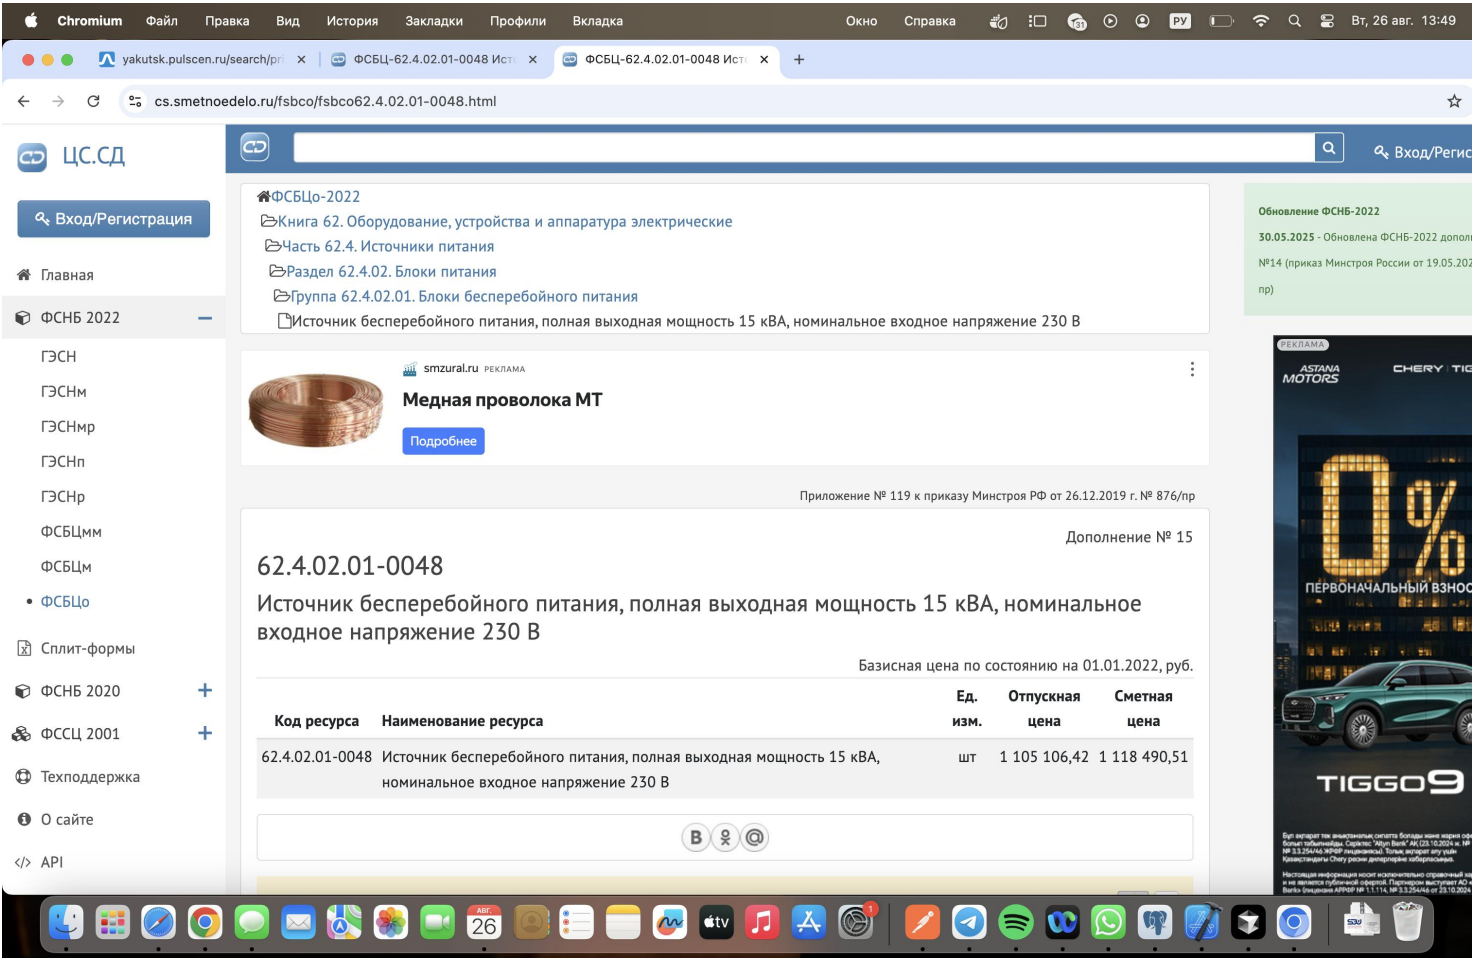 Chromium Файл Правка Вид История Закладки Профили Вкладка Окно Справка РУ Вт, 26 авг. 13:49
yakutsk.pulscen.ru/search/pri ФСБЦ-62.4.02.01-0048 Ист ФСБЦ-62.4.02.01-0048 Ист
cs.smetnoedelo.ru/fsbco/fsbco62.4.02.01-0048.html
ЦС.СД
Вход/Регистрация
Главная
ФСНБ 2022
ГЭСН
ГЭСНм
ГЭСНмр
ГЭСНп
ГЭСНр
ФСБЦмм
ФСБЦм
ФСБЦо
Сплит-формы
ФСНБ 2020
ФССЦ 2001
Техподдержка
О сайте
API
Вход/Регис
ФСБЦо-2022
Книга 62. Оборудование, устройства и аппаратура электрические
Часть 62.4. Источники питания
Раздел 62.4.02. Блоки питания
Группа 62.4.02.01. Блоки бесперебойного питания
Источник бесперебойного питания, полная выходная мощность 15 кВА, номинальное входное напряжение 230 В
smzural.ru РЕКЛАМА
Медная проволока МТ
Подробнее
Приложение № 119 к приказу Минстроя РФ от 26.12.2019 г. № 876/пр
Дополнение № 15
62.4.02.01-0048
Источник бесперебойного питания, полная выходная мощность 15 кВА, номинальное
входное напряжение 230 В
Базисная цена по состоянию на 01.01.2022, руб.
Код ресурса Наименование ресурса Ед. изм. Отпускная цена Сметная цена
62.4.02.01-0048 Источник бесперебойного питания, полная выходная мощность 15 кВА, шт 1 105 106,42 1 118 490,51
номинальное входное напряжение 230 В
Обновление ФСНБ-2022
30.05.2025 - Обновлена ФСНБ-2022 допол
№14 (приказ Минстроя России от 19.05.202
пр)
РЕКЛАМА
ASTANA MOTORS CHERY TIG
0%
ПЕРВОНАЧАЛЬНЫЙ ВЗНОС
TIGGO9
АВГ.
26
tv
1